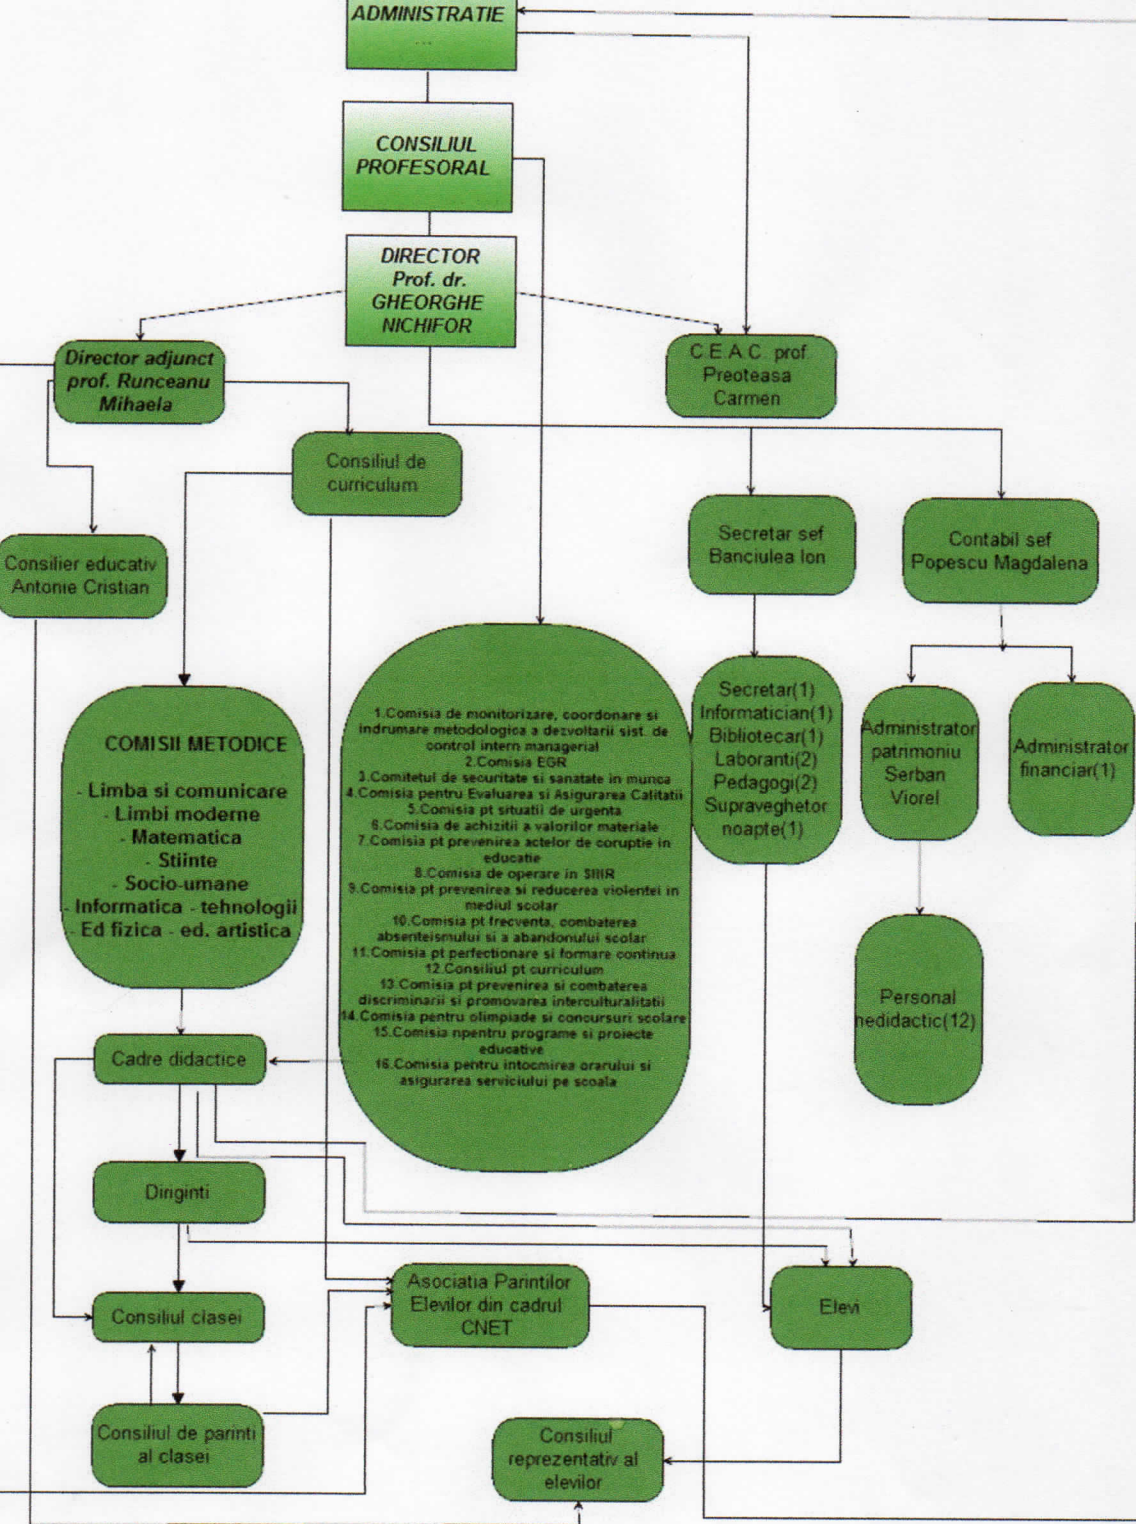 ADMINISTRATIE
...
CONSILIUL
PROFESORAL
DIRECTOR
Prof. dr.
GHEORGHE
NICHIFOR
Director adjunct
prof. Runceanu
Mihaela
C.E.A.C. prof.
Preoteasa
Carmen
Consiliul de
curriculum
Secretar sef
Banciulea Ion
Contabil sef
Popescu Magdalena
Consilier educativ
Antonie Cristian
COMISII METODICE
- Limba si comunicare
- Limbi moderne
- Matematica
- Stiinte
- Socio-umane
- Informatica - tehnologii
- Ed fizica - ed. artistica
1.Comisia de monitorizare, coordonare si
indrumare metodologica a dezvoltarii sist. de
control intern managerial
2.Comisia EGR
3.Comitetul de securitate si sanatate in munca
4.Comisia pentru Evaluarea si Asigurarea Calitatii
5.Comisia pt situatii de urgenta
6.Comisia de achizitii a valorilor materiale
7.Comisia pt prevenirea actelor de coruptie in
educatie
8.Comisia de operare in SIIIR
9.Comisia pt prevenirea si reducerea violentei in
mediul scolar
10.Comisia pt frecventa, combaterea
absenteismului si a abandonului scolar
11.Comisia pt perfectionare si formare continua
12.Consiliul pt curriculum
13.Comisia pt prevenirea si combaterea
discriminarii si promovarea interculturalitatii
14.Comisia pentru olimpiade si concursuri scolare
15.Comisia npentru programe si proiecte
educative
16.Comisia pentru intocmirea orarului si
asigurarea serviciului pe scoala
Secretar(1)
Informatician(1)
Bibliotecar(1)
Laboranti(2)
Pedagogi(2)
Supraveghetor
noapte(1)
Administrator
patrimoniu
Serban
Viorel
Administrator
financiar(1)
Personal
nedidactic(12)
Cadre didactice
Diriginti
Consiliul clasei
Consiliul de parinti
al clasei
Asociatia Parintilor
Elevilor din cadrul
CNET
Elevi
Consiliul
reprezentativ al
elevilor